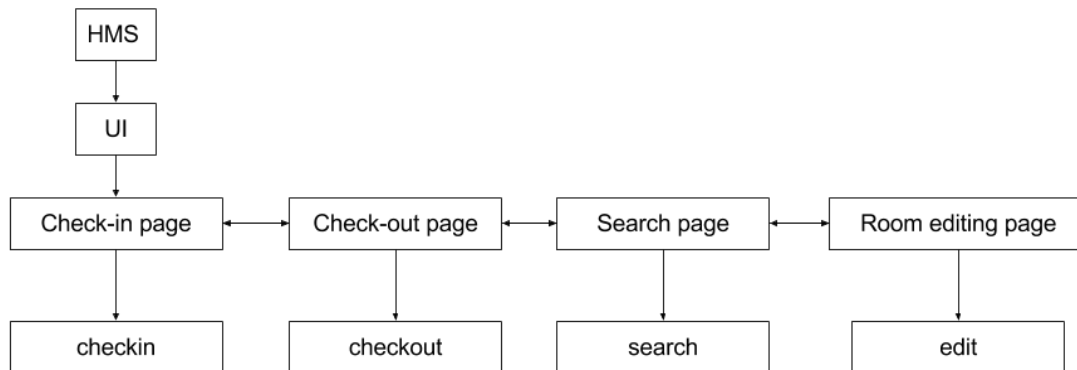 HMS
UI
Check-in page
Check-out page
Search page
Room editing page
checkin
checkout
search
edit